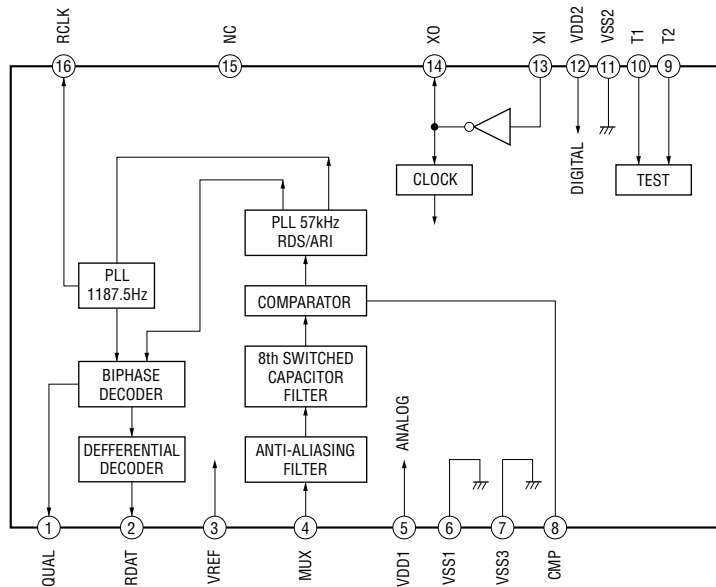 RCLK
NC
XO
XI
VDD2
VSS2
T1
T2
16
15
14
13
12
11
10
9
CLOCK
DIGITAL
TEST
PLL 57kHz
RDS/ARI
PLL
1187.5Hz
COMPARATOR
8th SWITCHED
CAPACITOR
FILTER
BIPHASE
DECODER
DEFFERENTIAL
DECODER
ANTI-ALIASING
FILTER
ANALOG
1
2
3
4
5
6
7
8
QUAL
RDAT
VREF
MUX
VDD1
VSS1
VSS3
CMP